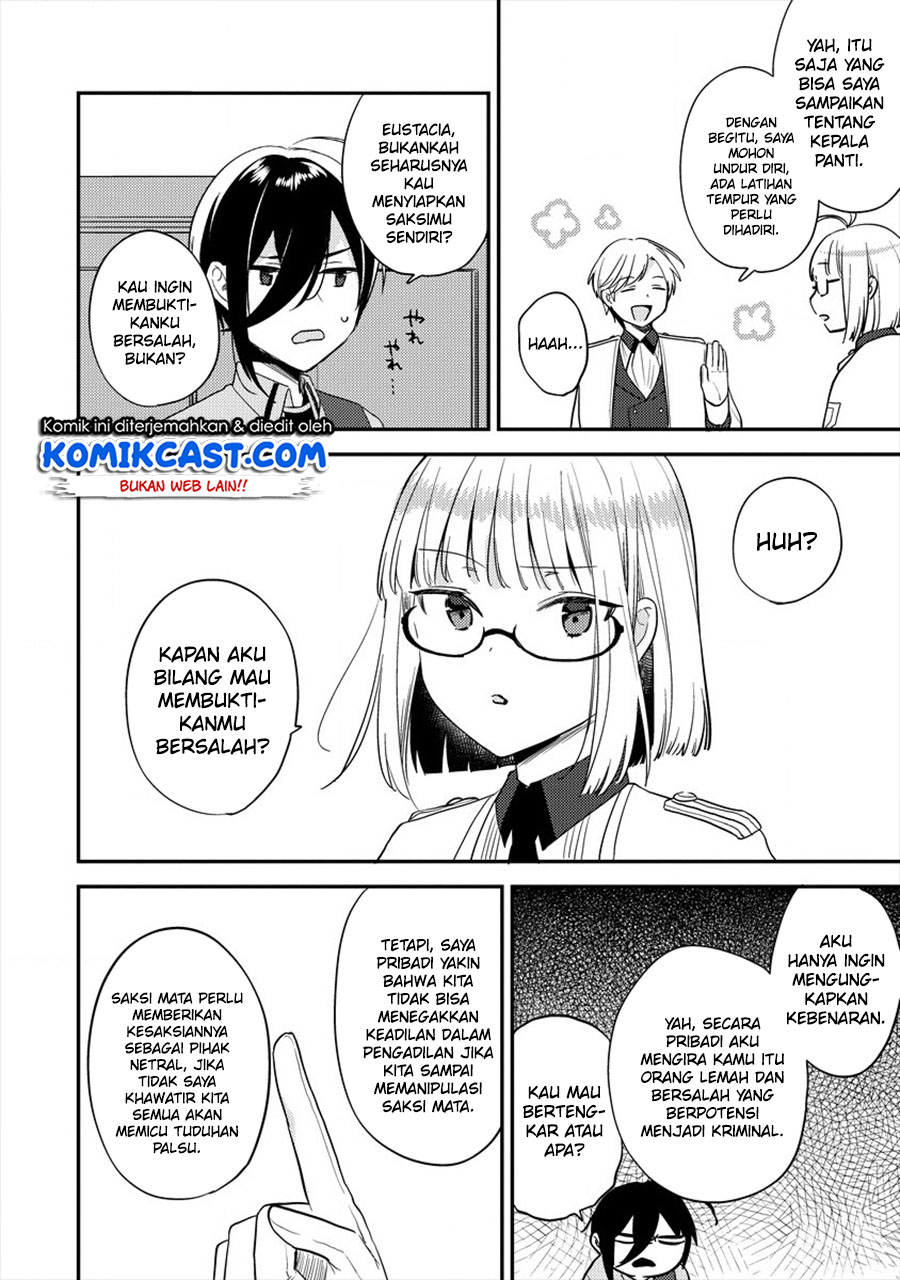 YAH, ITU
SAJA YANG
BISA SAYA
SAMPAIKAN
TENTANG
KEPALA
PANTI.
DENGAN
BEGITU, SAYA
MOHON
UNDUR DIRI,
ADA LATIHAN
TEMPUR YANG
PERLU
DIHADIRI.
HAAH...
EUSTACIA,
BUKANKAH
SEHARUSNYA
KAU
MENYIAPKAN
SAKSIMU
SENDIRI?
やれ
やれ...
KAU INGIN
MEMBUKTI-
KANKU
BERSALAH,
BUKAN?
Komik ini diterjemahkan & diedit oleh
KOMIKCAST.COM
BUKAN WEB LAIN!!
HUH?
KAPAN AKU
BILANG MAU
MEMBUKTI-
KANMU
BERSALAH?
AKU
HANYA INGIN
MENGUNG-
KAPKAN
KEBENARAN.
YAH, SECARA
PRIBADI AKU
MENGIRA KAMU ITU
ORANG LEMAH DAN
BERSALAH YANG
BERPOTENSI
MENJADI KRIMINAL.
KAU MAU
BERTENG-
KAR ATAU
APA?
TETAPI, SAYA
PRIBADI YAKIN
BAHWA KITA
TIDAK BISA
MENEGAKKAN
KEADILAN DALAM
PENGADILAN JIKA
KITA SAMPAI
MEMANIPULASI
SAKSI MATA.
SAKSI MATA PERLU
MEMBERIKAN
KESAKSIANNYA
SEBAGAI PIHAK
NETRAL, JIKA
TIDAK SAYA
KHAWATIR KITA
SEMUA AKAN
MEMICU TUDUHAN
PALSU.